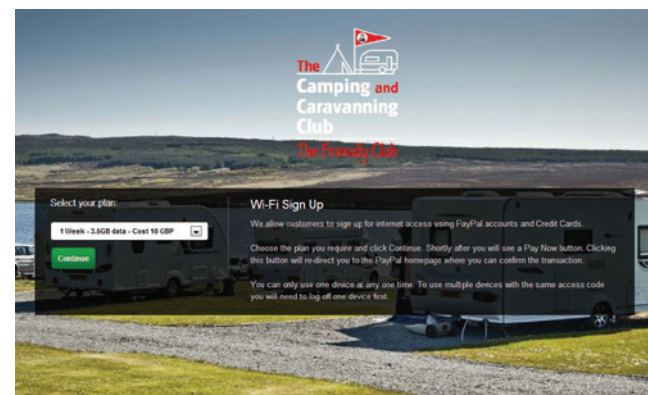 The
Camping and
Caravanning
Club
The Friendly Club
Select your plan:
1 Week - 3.5GB data - Cost 10 GBP
Continue
Wi-Fi Sign Up
We allow customers to sign up for internet access using PayPal accounts and Credit Cards.
Choose the plan you require and click Continue. Shortly after you will see a Pay Now button. Clicking
this button will re-direct you to the PayPal homepage where you can confirm the transaction.
You can only use one device at any one time. To use multiple devices with the same access code
you will need to log off one device first.